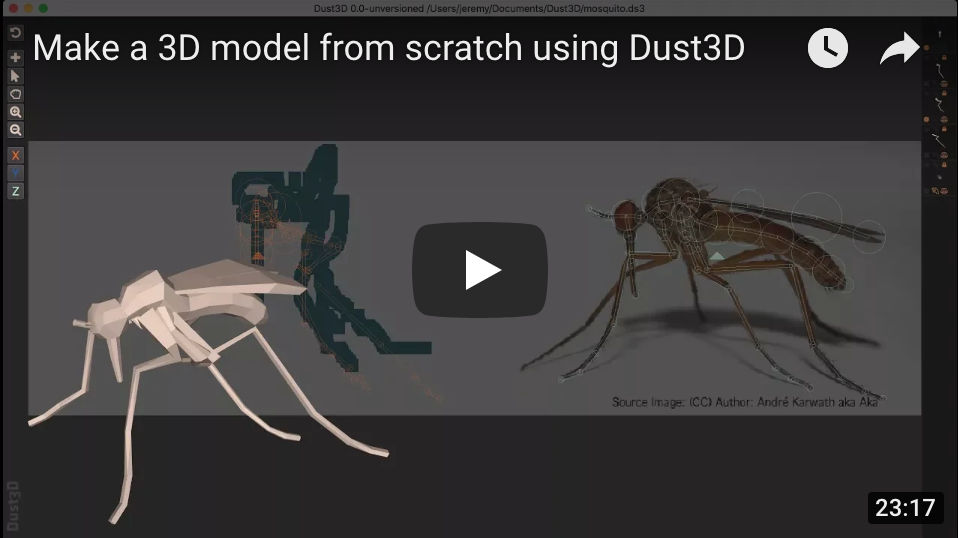 Dust3D 0.0-unversioned /Users/jeremy/Documents/Dust3D/mosquito.ds3
Make a 3D model from scratch using Dust3D
X
Y
Z
Source Image: (CC) Author: André Karwath aka Aka
Dust3D
23:17